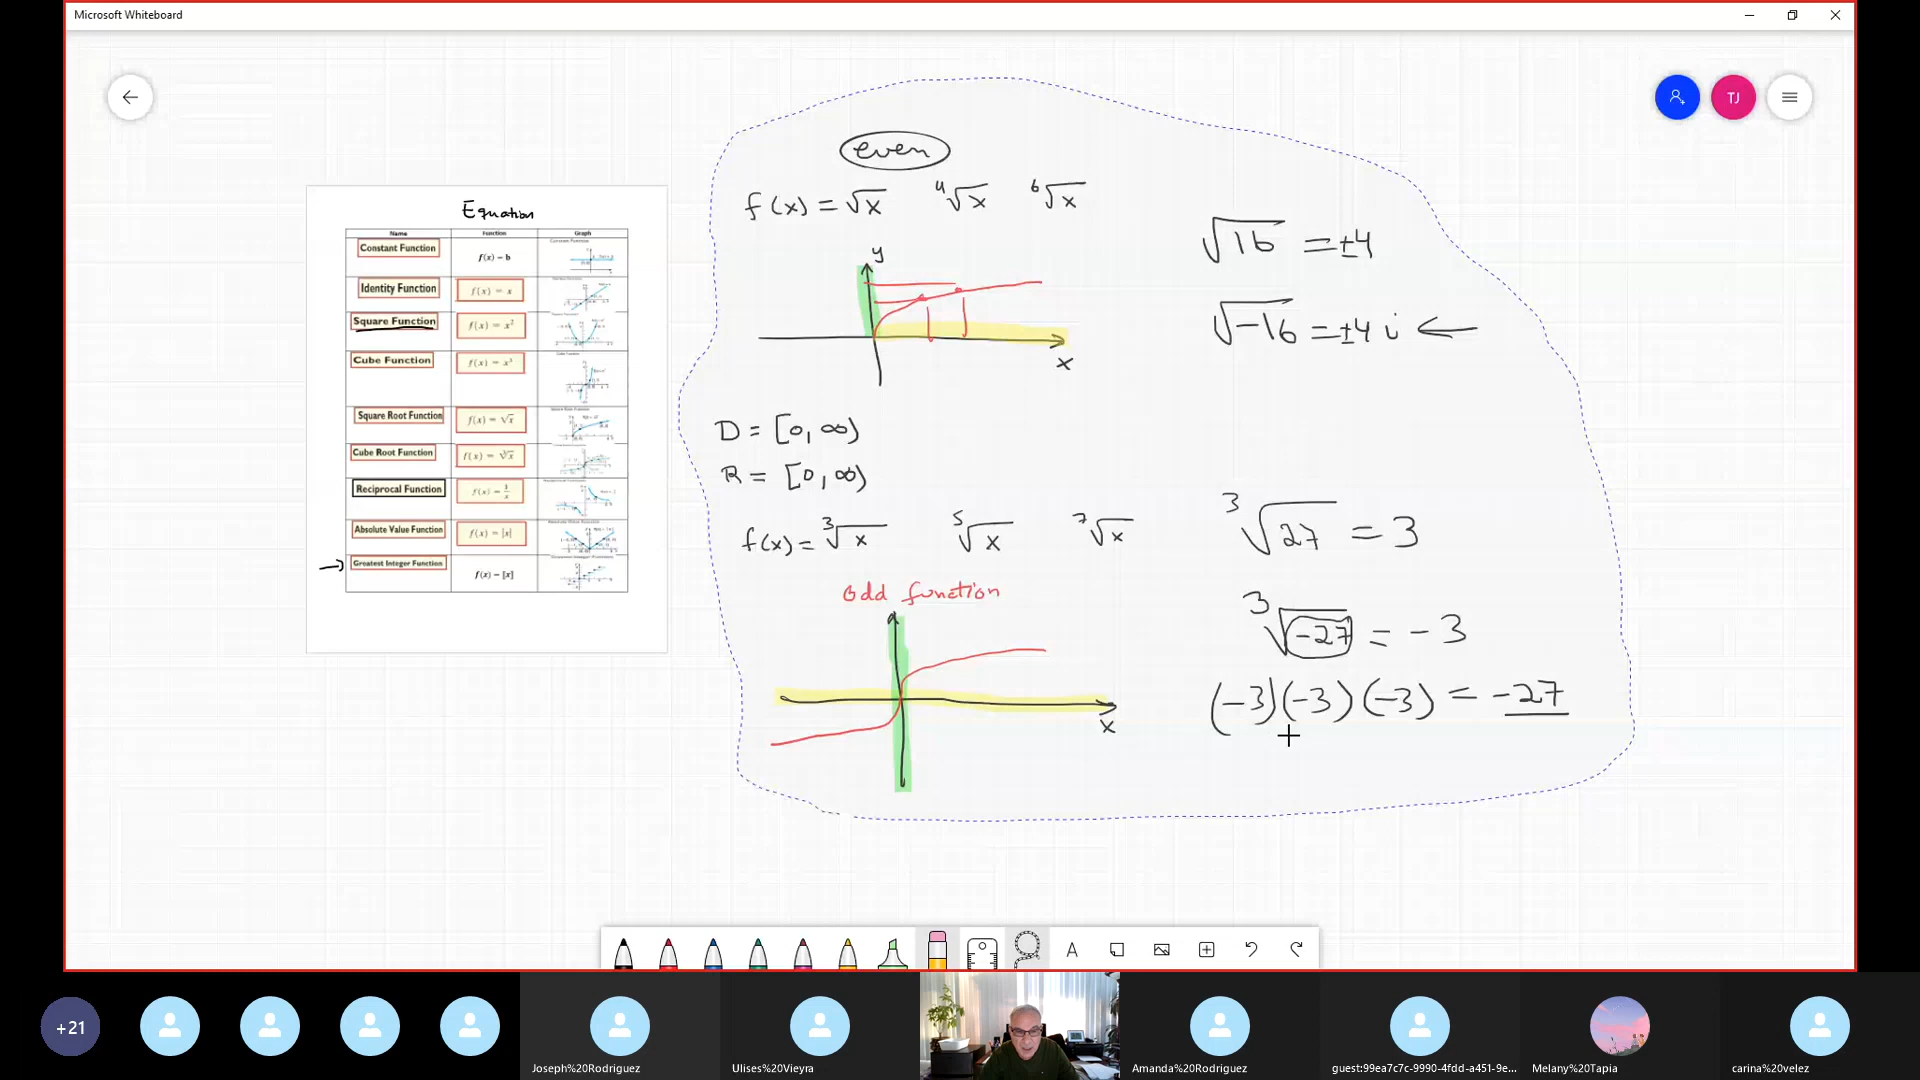 Microsoft Whiteboard
TJ
Equation
Name Function Graph
Constant Function f(x) = b
Identity Function f(x) = x
Square Function f(x) = x²
Cube Function f(x) = x³
Square Root Function f(x) = √x
Cube Root Function f(x) = ∛x
Reciprocal Function f(x) = 1/x
Absolute Value Function f(x) = |x|
Greatest Integer Function f(x) = [x]
even
f(x) = √x ⁴√x ⁶√x
y
x
D = [0, ∞)
R = [0, ∞)
f(x) = ³√x ⁵√x ⁷√x
odd function
x
√16 = ±4
√-16 = ±4 i ←
³√27 = 3
³√-27 = -3
(-3)(-3)(-3) = -27
A
+21
Joseph%20Rodriguez
Ulises%20Vieyra
Amanda%20Rodriguez
guest:99ea7c7c-9990-4fdd-a451-9e...
Melany%20Tapia
carina%20velez